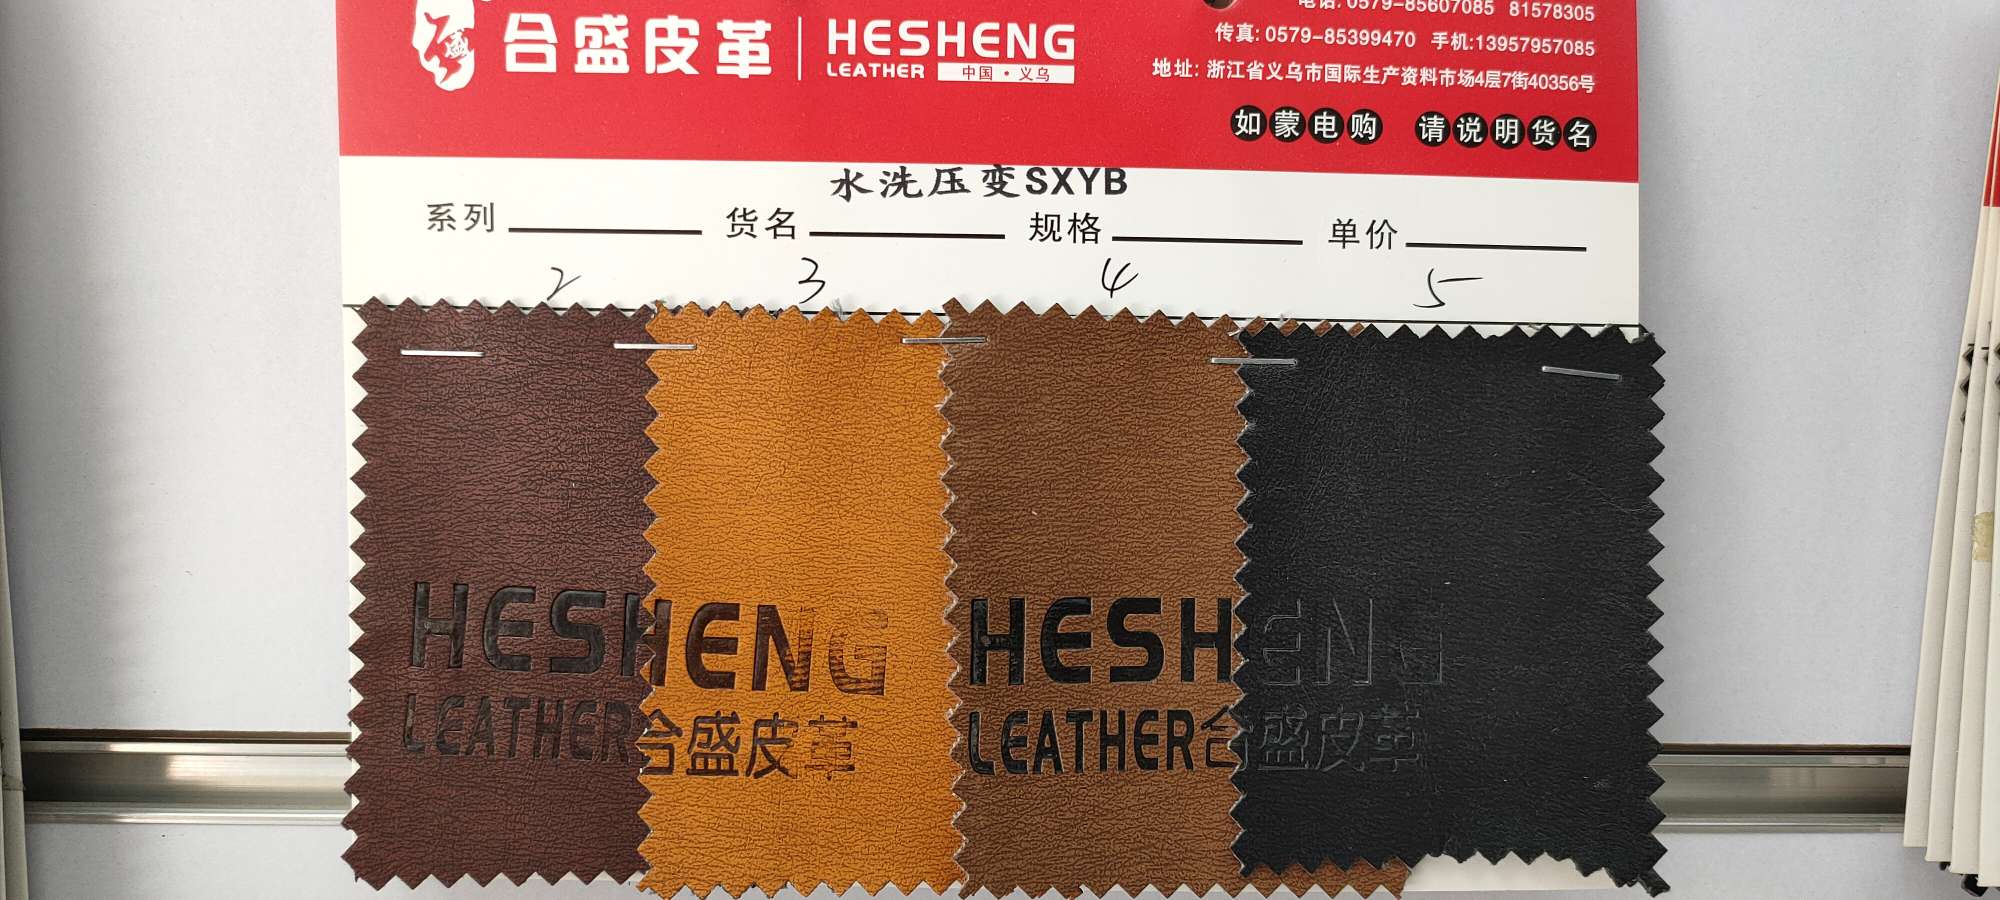 合盛皮革
HESHENG
LEATHER 中国·义乌
电话: 0579-85607085 81578305
传真: 0579-85399470 手机:13957957085
地址: 浙江省义乌市国际生产资料市场4层7街40356号
如蒙电购 请说明货名
水洗压变SXYB
系列 货名 规格 单价
2 3 4 5
HESHENG HESHENG
LEATHER合盛皮革 LEATHER合盛皮革